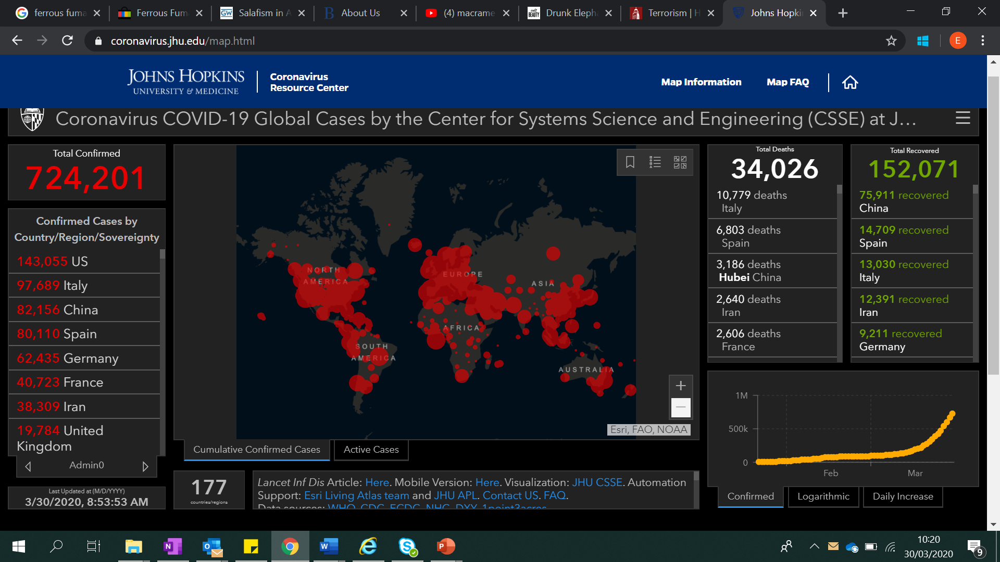 ferrous fuma
Ferrous Fum
GW
Salafism in A
B
About Us
(4) macrame
cult BEAUTY
Drunk Eleph
Terrorism | H
Johns Hopki
coronavirus.jhu.edu/map.html
E
JOHNS HOPKINS
UNIVERSITY & MEDICINE
Coronavirus
Resource Center
Map Information
Map FAQ
Coronavirus COVID-19 Global Cases by the Center for Systems Science and Engineering (CSSE) at J...
Total Confirmed
724,201
Confirmed Cases by
Country/Region/Sovereignty
143,055 US
97,689 Italy
82,156 China
80,110 Spain
62,435 Germany
40,723 France
38,309 Iran
19,784 United
Kingdom
Admin0
Last Updated at (M/D/YYYY)
3/30/2020, 8:53:53 AM
NORTH
AMERICA
EUROPE
ASIA
AFRICA
SOUTH
AMERICA
AUSTRALIA
Esri, FAO, NOAA
Cumulative Confirmed Cases
Active Cases
177
countries/regions
Lancet Inf Dis Article: Here. Mobile Version: Here. Visualization: JHU CSSE. Automation
Support: Esri Living Atlas team and JHU APL. Contact US. FAQ.
Data sources: WHO, CDC, ECDC, NHC, DXY, 1point3acres,
Total Deaths
34,026
10,779 deaths
Italy
6,803 deaths
Spain
3,186 deaths
Hubei China
2,640 deaths
Iran
2,606 deaths
France
Total Recovered
152,071
75,911 recovered
China
14,709 recovered
Spain
13,030 recovered
Italy
12,391 recovered
Iran
9,211 recovered
Germany
1M
500k
0
Feb
Mar
Confirmed
Logarithmic
Daily Increase
10:20
30/03/2020
9